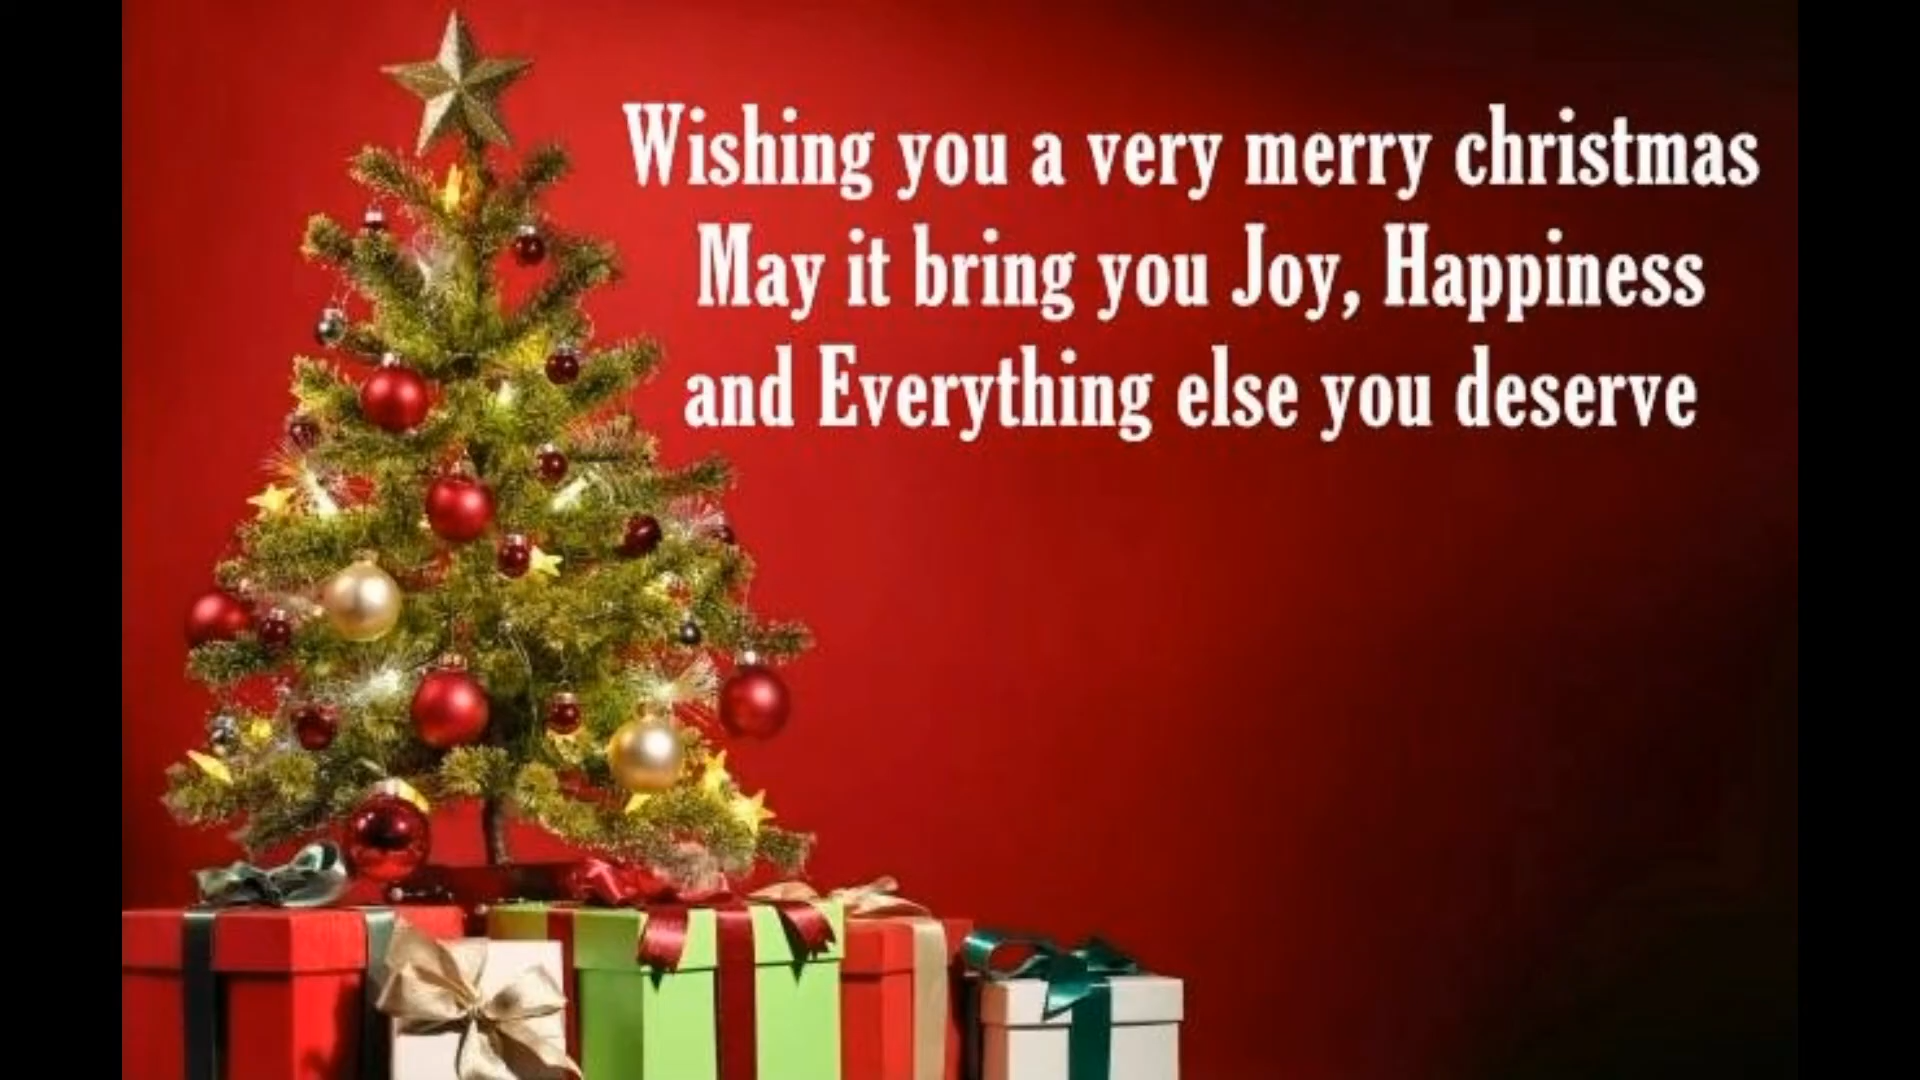 Wishing you a very merry christmas
May it bring you Joy, Happiness
and Everything else you deserve